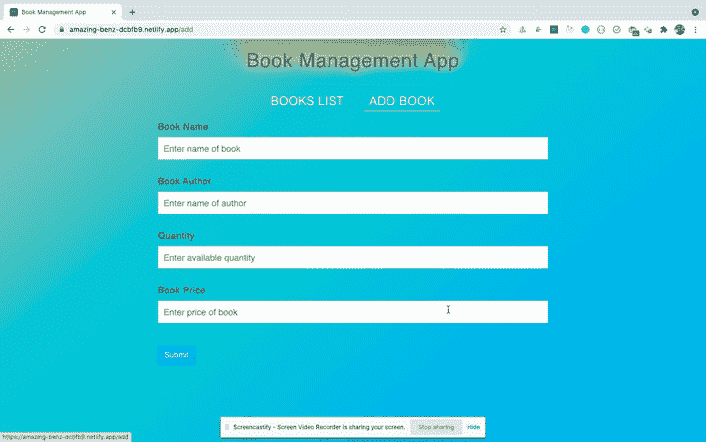 Book Management App
amazing-benz-dcbfb9.netlify.app/add
Book Management App
BOOKS LIST ADD BOOK
Book Name
Enter name of book
Book Author
Enter name of author
Quantity
Enter available quantity
Book Price
Enter price of book
Submit
Screencastify - Screen Video Recorder is sharing your screen. Stop sharing Hide
https://amazing-benz-dcbfb9.netlify.app/add